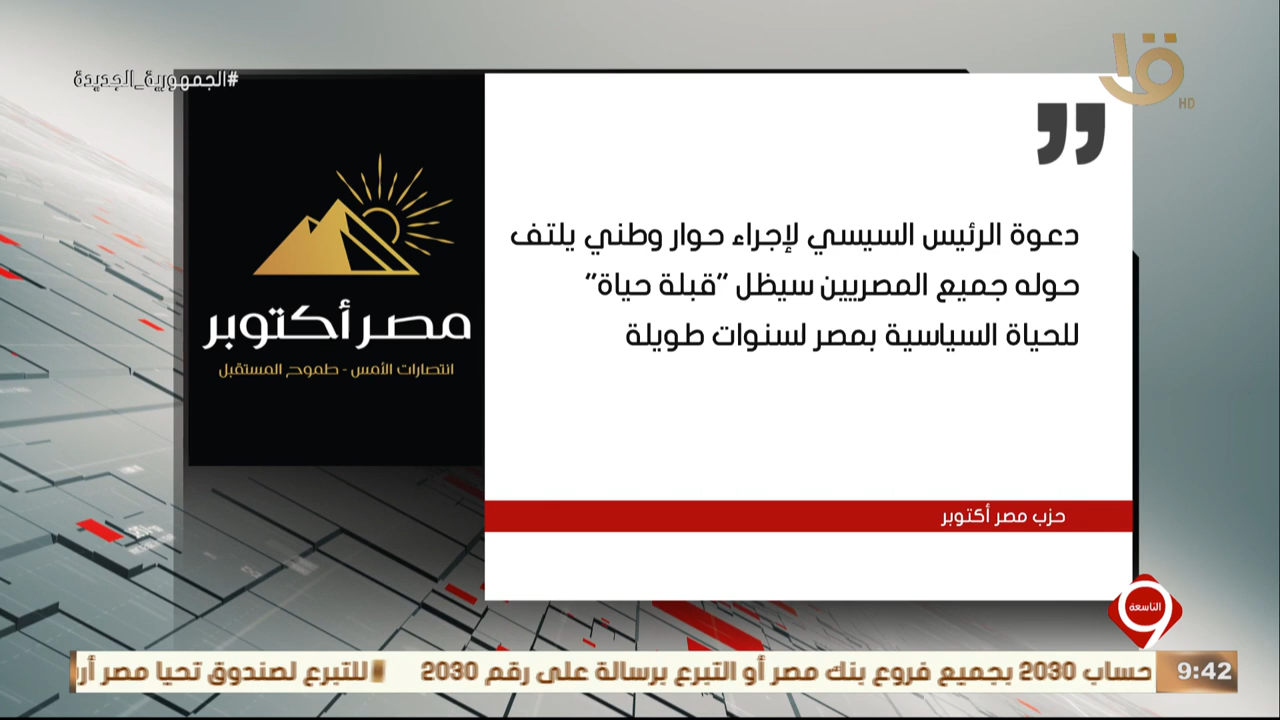 #الجمهورية_الجديدة
HD
دعوة الرئيس السيسي لإجراء حوار وطني يلتف
حوله جميع المصريين سيظل "قبلة حياة"
للحياة السياسية بمصر لسنوات طويلة
مصر أكتوبر
انتصارات الأمس - طموح المستقبل
حزب مصر أكتوبر
التاسعة
9:42
حساب 2030 بجميع فروع بنك مصر أو التبرع برسالة على رقم 2030 للتبرع لصندوق تحيا مصر